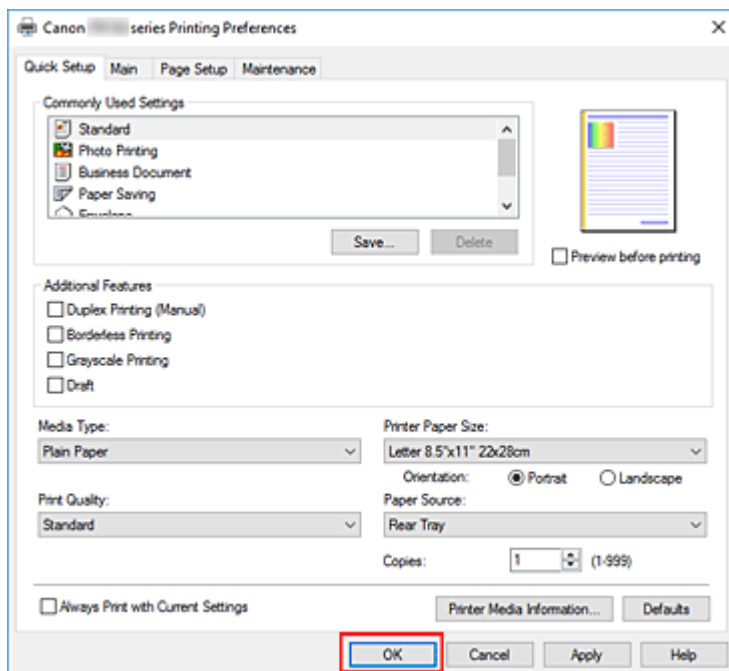 Canon series Printing Preferences
Quick Setup Main Page Setup Maintenance
Commonly Used Settings
Standard
Photo Printing
Business Document
Paper Saving
Envelope
Save... Delete
Preview before printing
Additional Features
Duplex Printing (Manual)
Borderless Printing
Grayscale Printing
Draft
Media Type: Printer Paper Size:
Plain Paper Letter 8.5"x11" 22x28cm
Orientation: Portrait Landscape
Print Quality: Paper Source:
Standard Rear Tray
Copies: 1 (1-999)
Always Print with Current Settings Printer Media Information... Defaults
OK Cancel Apply Help